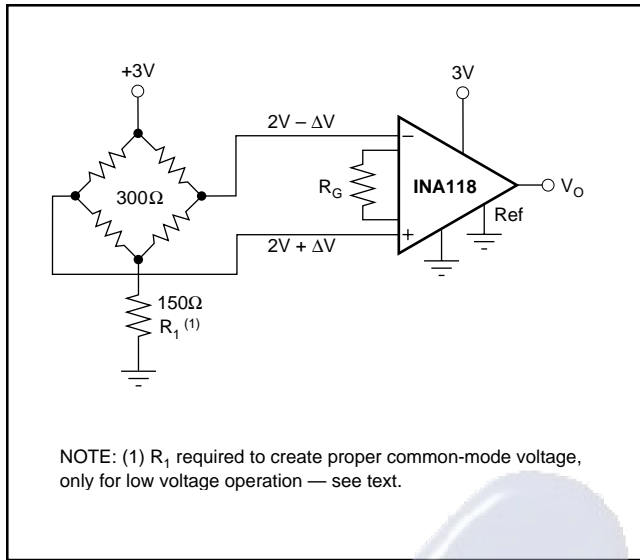 +3V
3V
2V – ΔV
–
300Ω
R_G
INA118
V_O
Ref
+
2V + ΔV
150Ω
R_1 (1)
NOTE: (1) R_1 required to create proper common-mode voltage,
only for low voltage operation — see text.